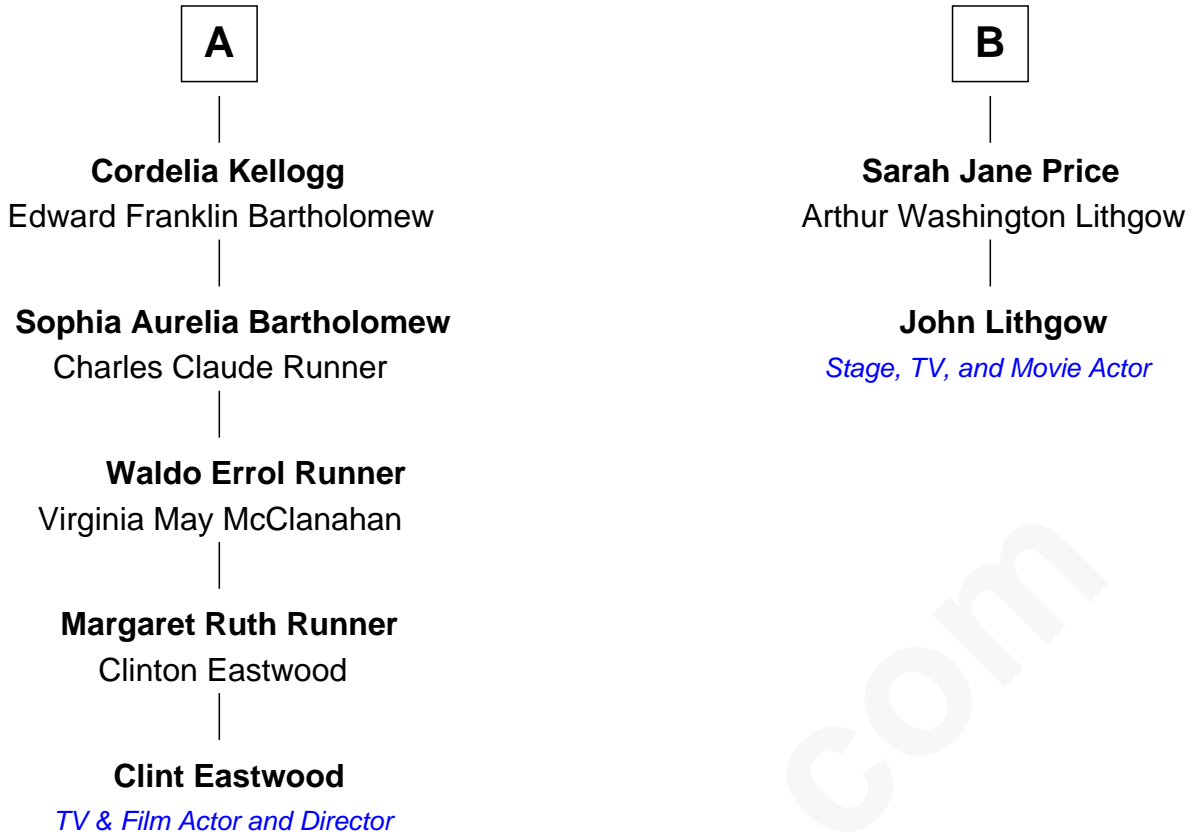 A
Cordelia Kellogg
Edward Franklin Bartholomew
Sophia Aurelia Bartholomew
Charles Claude Runner
Waldo Errol Runner
Virginia May McClanahan
Margaret Ruth Runner
Clinton Eastwood
Clint Eastwood
TV & Film Actor and Director
B
Sarah Jane Price
Arthur Washington Lithgow
John Lithgow
Stage, TV, and Movie Actor
com